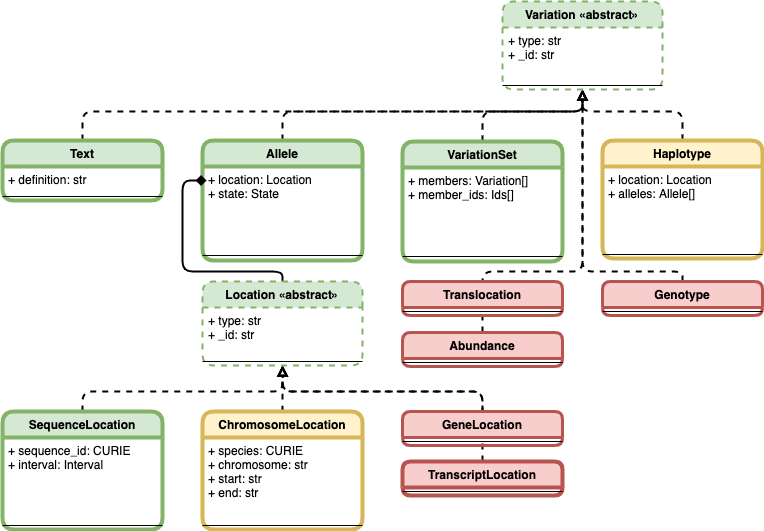 Variation «abstract»
+ type: str
+ _id: str
Text
+ definition: str
Allele
+ location: Location
+ state: State
VariationSet
+ members: Variation[]
+ member_ids: Ids[]
Haplotype
+ location: Location
+ alleles: Allele[]
Location «abstract»
+ type: str
+ _id: str
Translocation
Genotype
Abundance
SequenceLocation
+ sequence_id: CURIE
+ interval: Interval
ChromosomeLocation
+ species: CURIE
+ chromosome: str
+ start: str
+ end: str
GeneLocation
TranscriptLocation